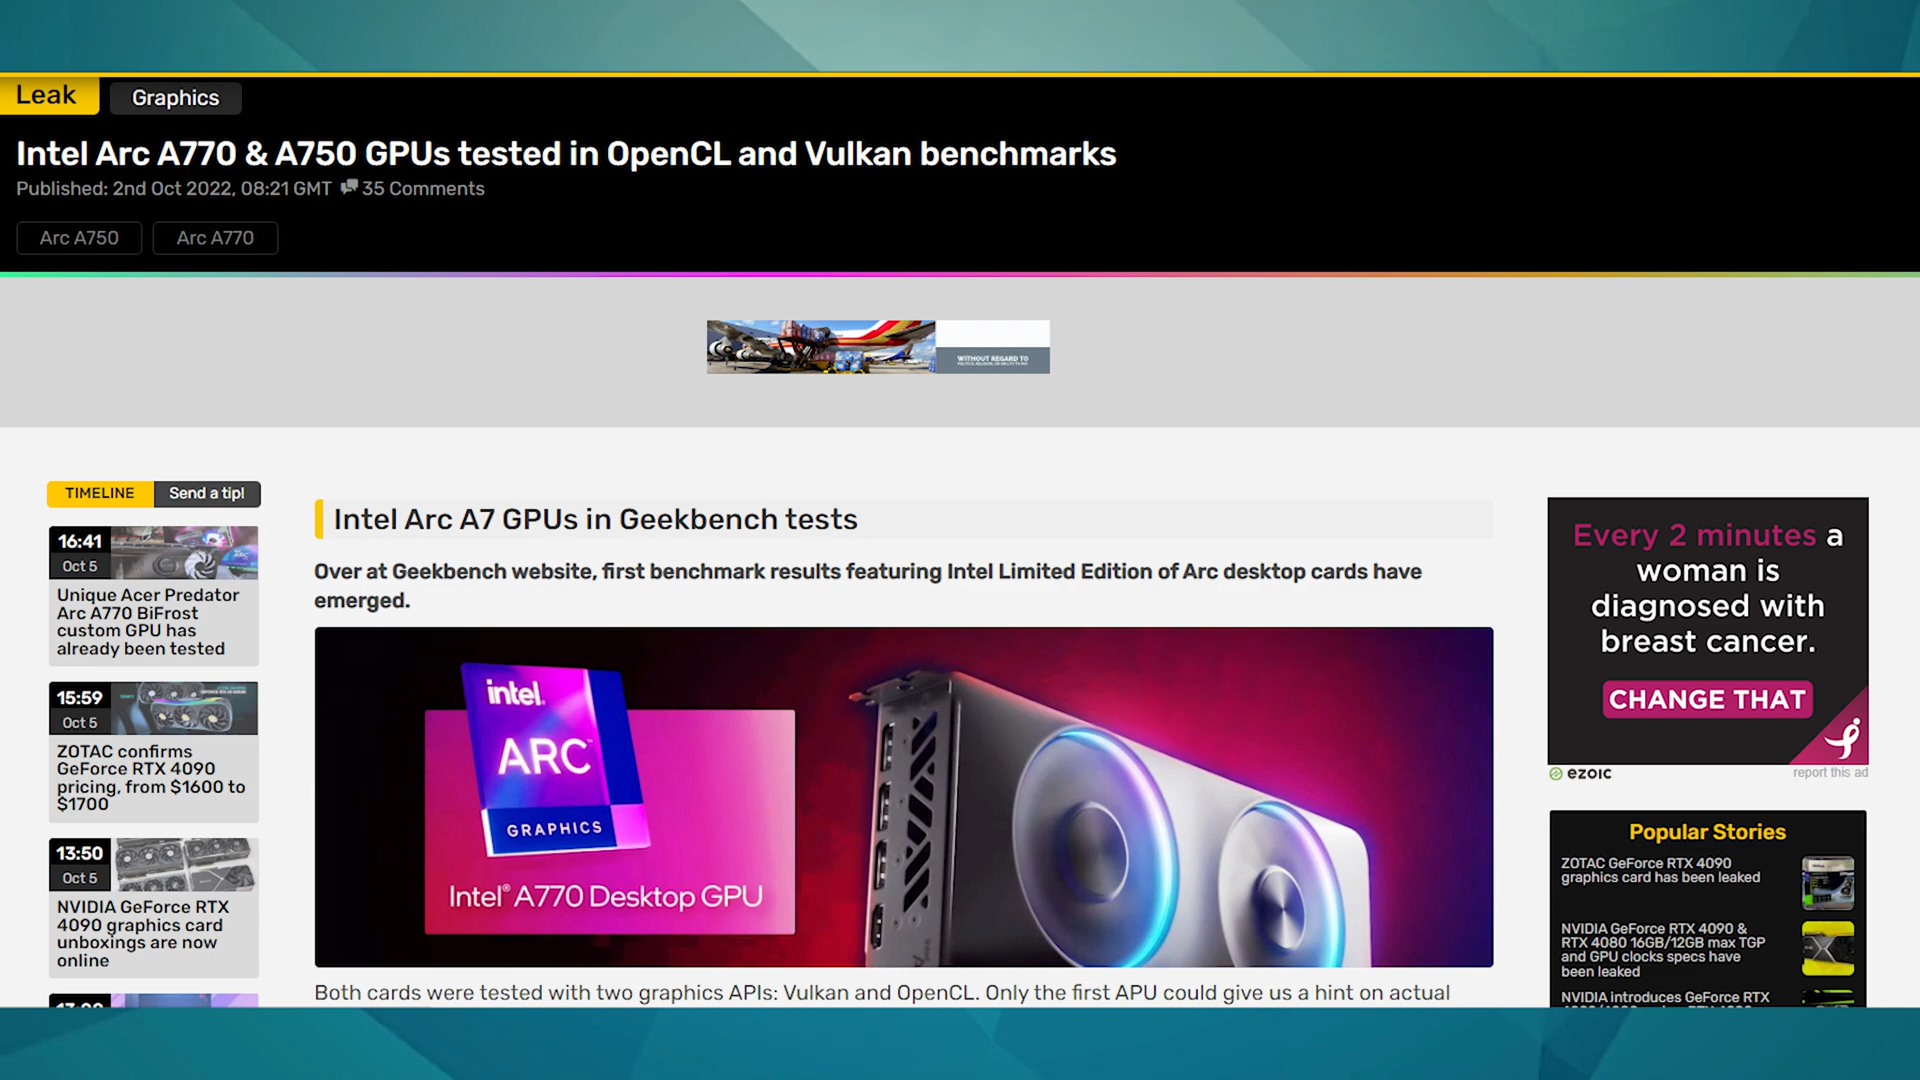 Leak
Graphics
Intel Arc A770 & A750 GPUs tested in OpenCL and Vulkan benchmarks
Published: 2nd Oct 2022, 08:21 GMT 35 Comments
Arc A750
Arc A770
WITHOUT REGARD TO
TIMELINE
Send a tip!
16:41
Oct 5
Unique Acer Predator
Arc A770 BiFrost
custom GPU has
already been tested
15:59
Oct 5
ZOTAC confirms
GeForce RTX 4090
pricing, from $1600 to
$1700
13:50
Oct 5
NVIDIA GeForce RTX
4090 graphics card
unboxings are now
online
Intel Arc A7 GPUs in Geekbench tests
Over at Geekbench website, first benchmark results featuring Intel Limited Edition of Arc desktop cards have
emerged.
intel.
ARC™
GRAPHICS
Intel® A770 Desktop GPU
Both cards were tested with two graphics APIs: Vulkan and OpenCL. Only the first APU could give us a hint on actual
Every 2 minutes a
woman is
diagnosed with
breast cancer.
CHANGE THAT
ezoic
report this ad
Popular Stories
ZOTAC GeForce RTX 4090
graphics card has been leaked
NVIDIA GeForce RTX 4090 &
RTX 4080 16GB/12GB max TGP
and GPU clocks specs have
been leaked
NVIDIA introduces GeForce RTX